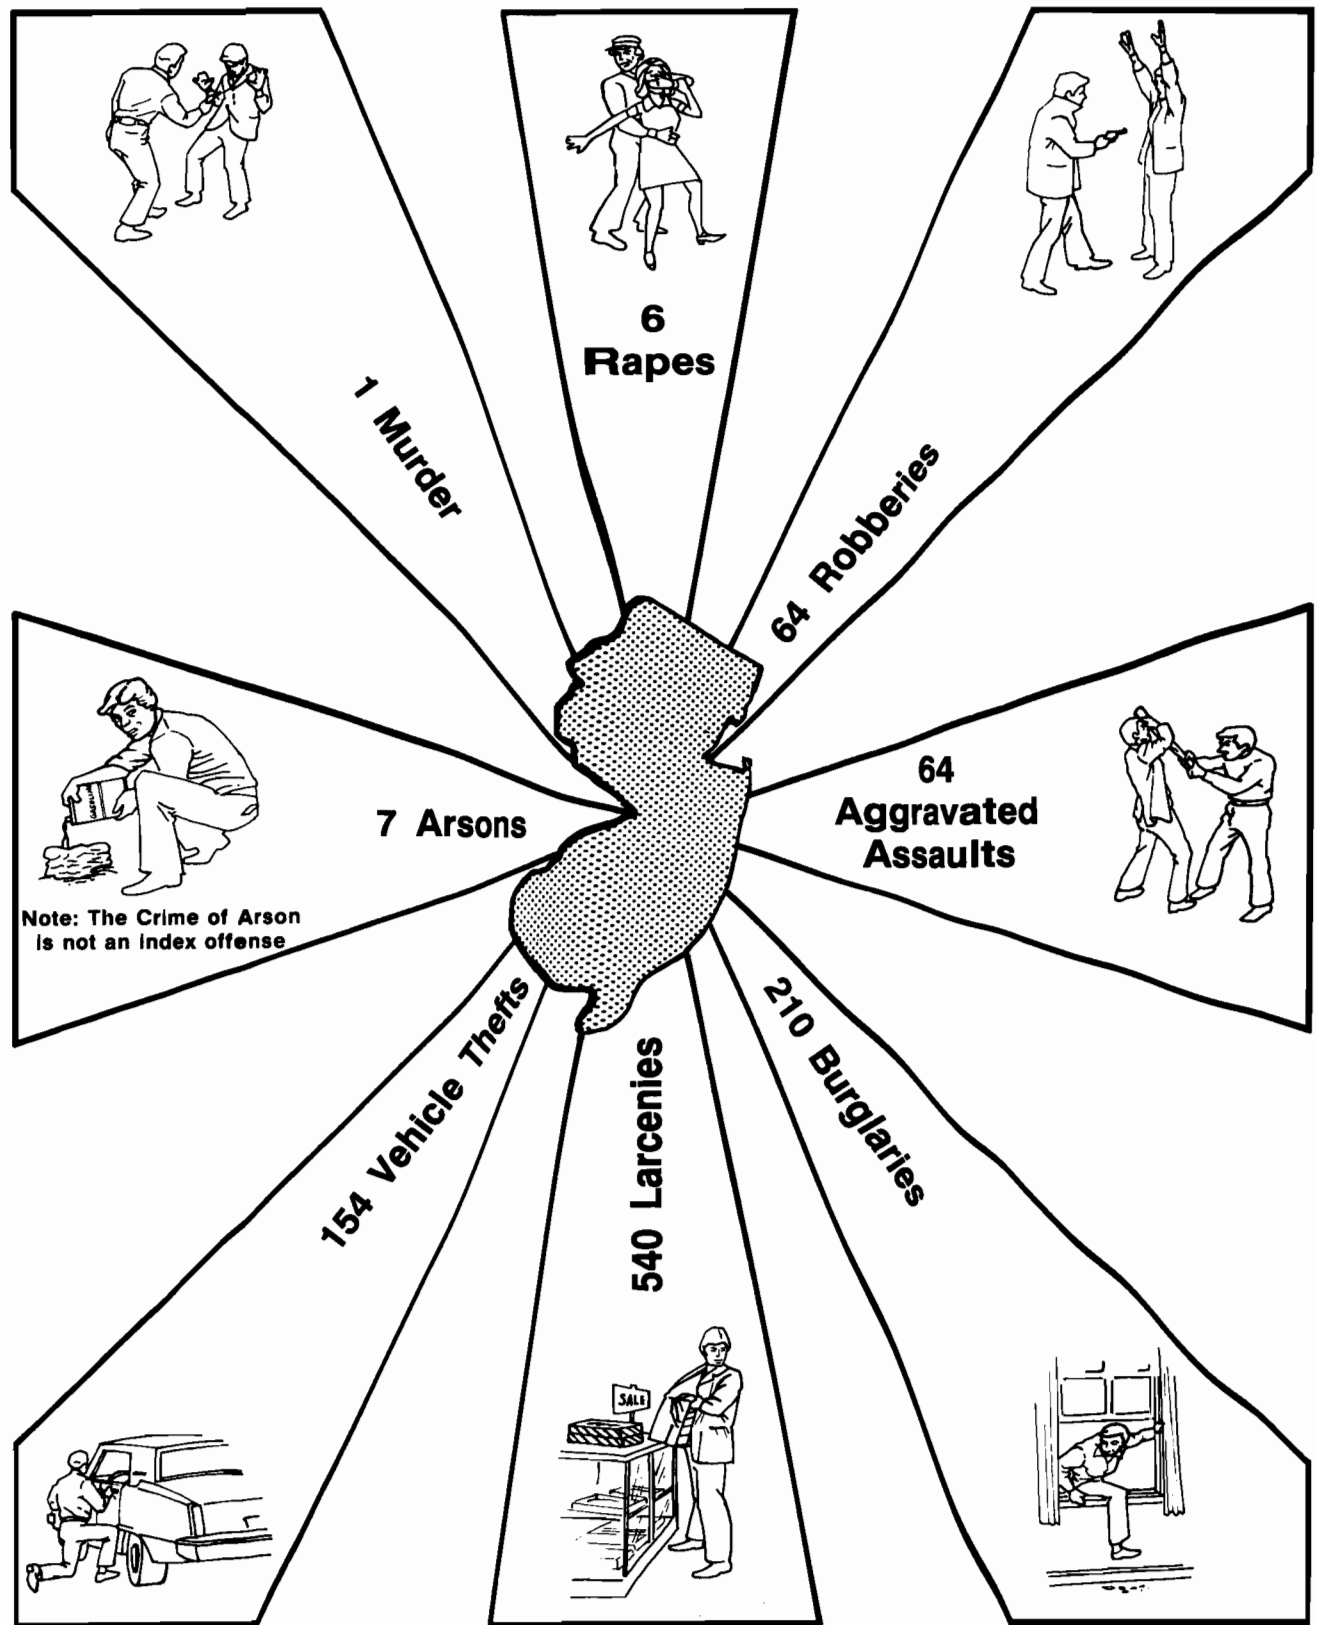 1 Murder
6
Rapes
64 Robberies
7 Arsons
Note: The Crime of Arson
is not an index offense
64
Aggravated
Assaults
154 Vehicle Thefts
540 Larcenies
210 Burglaries
SALE
GASOLINE